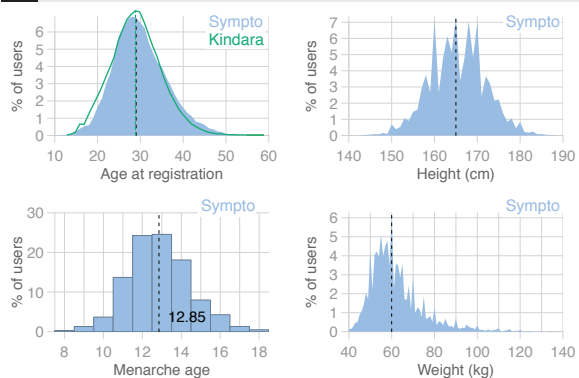 Sympto
Kindara
% of users
6
5
4
3
2
1
0
10 20 30 40 50 60
Age at registration
Sympto
% of users
7
6
5
4
3
2
1
0
140 150 160 170 180 190
Height (cm)
Sympto
% of users
30
20
10
0
12.85
8 10 12 14 16 18
Menarche age
Sympto
% of users
6
5
4
3
2
1
0
40 60 80 100 120 140
Weight (kg)